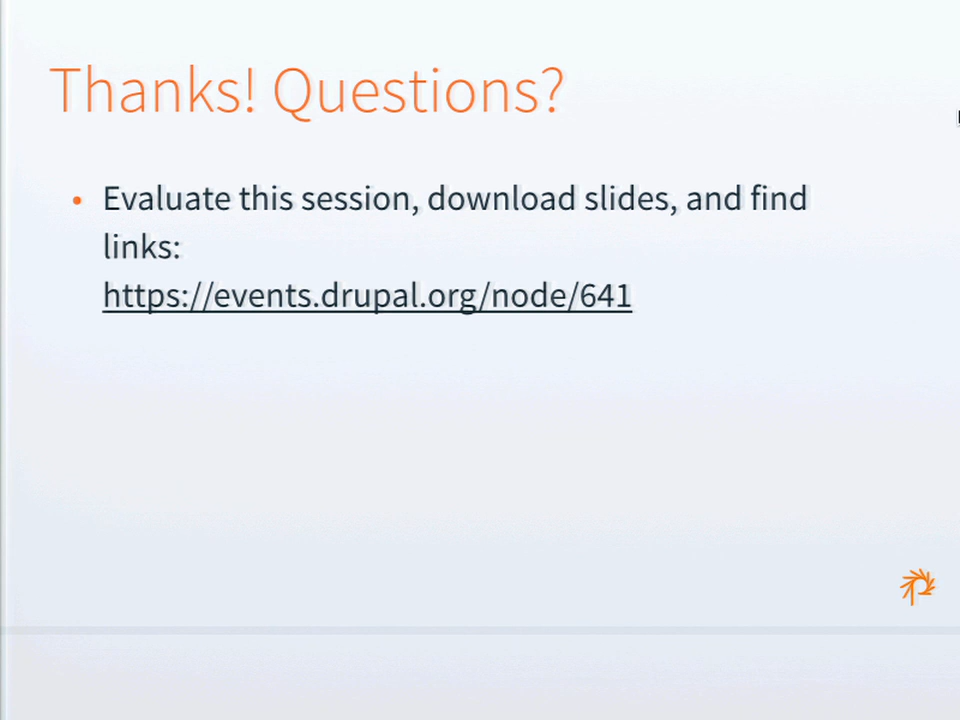 Thanks! Questions?
• Evaluate this session, download slides, and find
links:
https://events.drupal.org/node/641